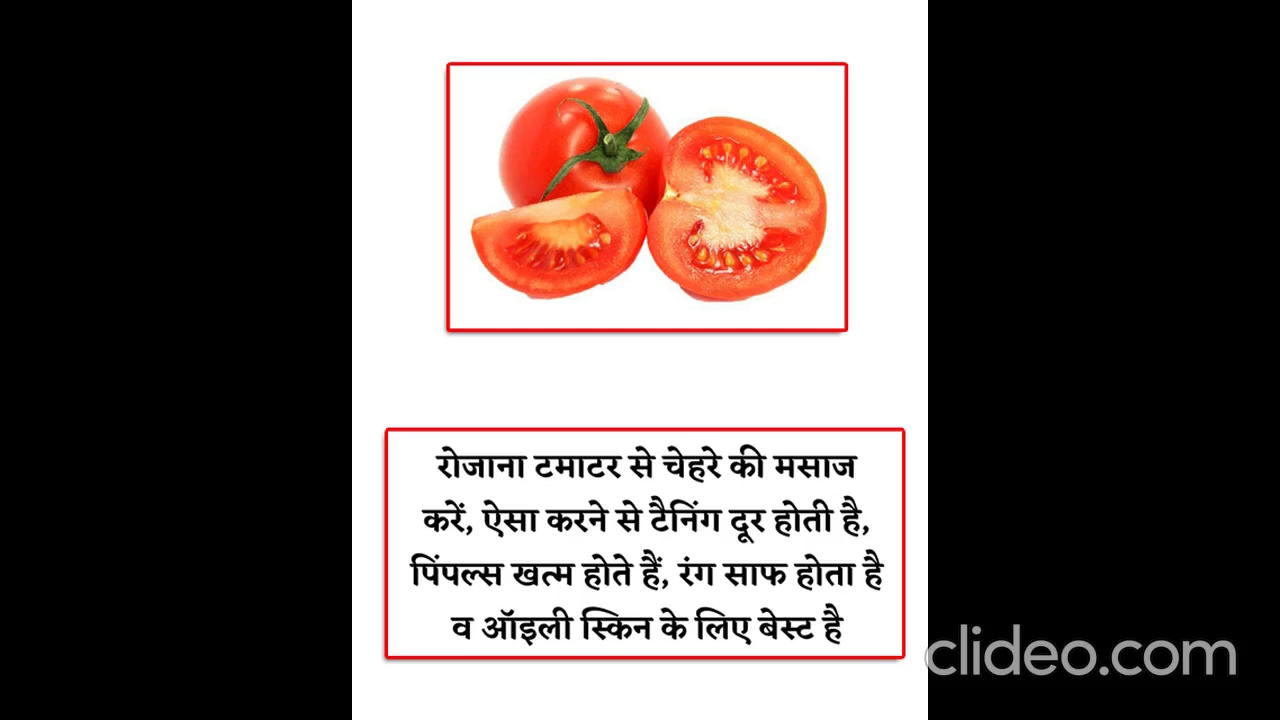 रोजाना टमाटर से चेहरे की मसाज
करें, ऐसा करने से टैनिंग दूर होती है,
पिंपल्स खत्म होते हैं, रंग साफ होता है
व ऑइली स्किन के लिए बेस्ट है
clideo.com